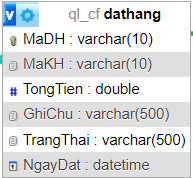 v ql_cf dathang
MaDH : varchar(10)
MaKH : varchar(10)
# TongTien : double
GhiChu : varchar(500)
TrangThai : varchar(500)
NgayDat : datetime